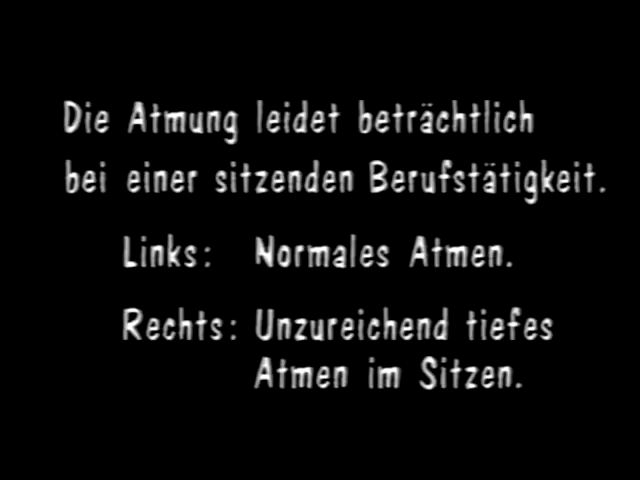 Die Atmung leidet beträchtlich
bei einer sitzenden Berufstätigkeit.
Links: Normales Atmen.
Rechts: Unzureichend tiefes
Atmen im Sitzen.